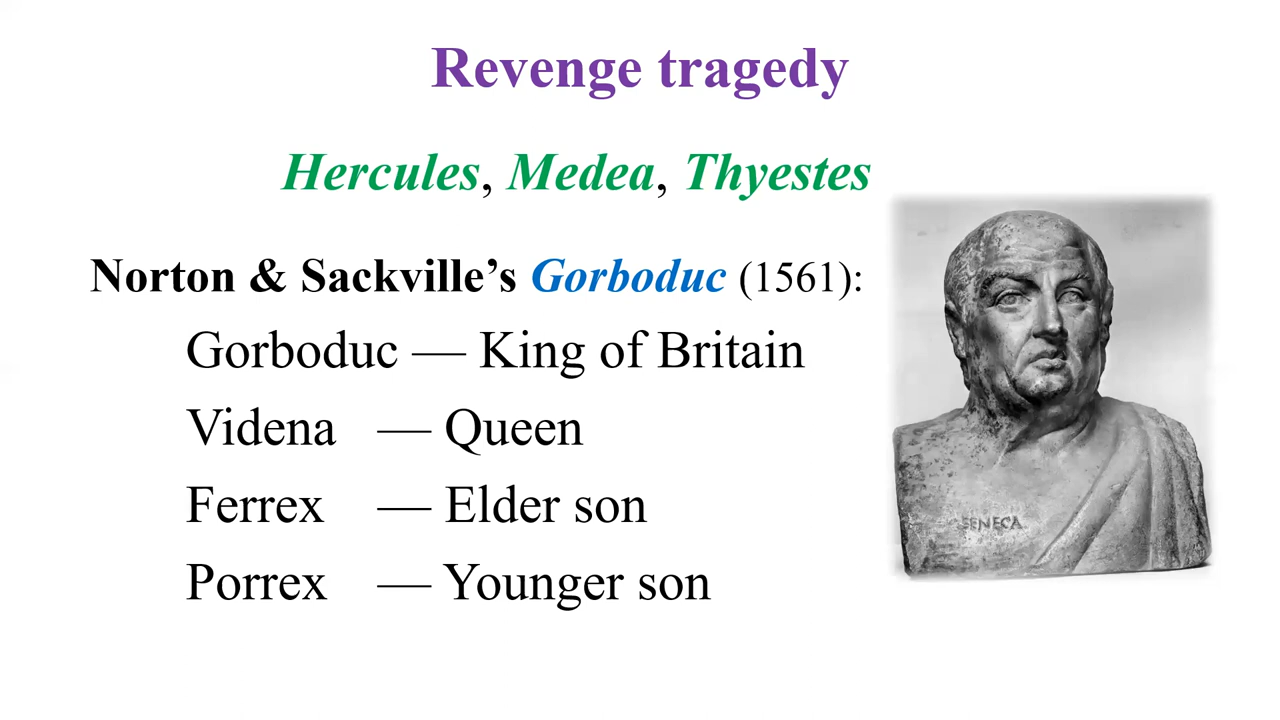 Revenge tragedy
Hercules, Medea, Thyestes
Norton & Sackville’s Gorboduc (1561):
Gorboduc — King of Britain
Videna — Queen
Ferrex — Elder son
Porrex — Younger son
SENECA